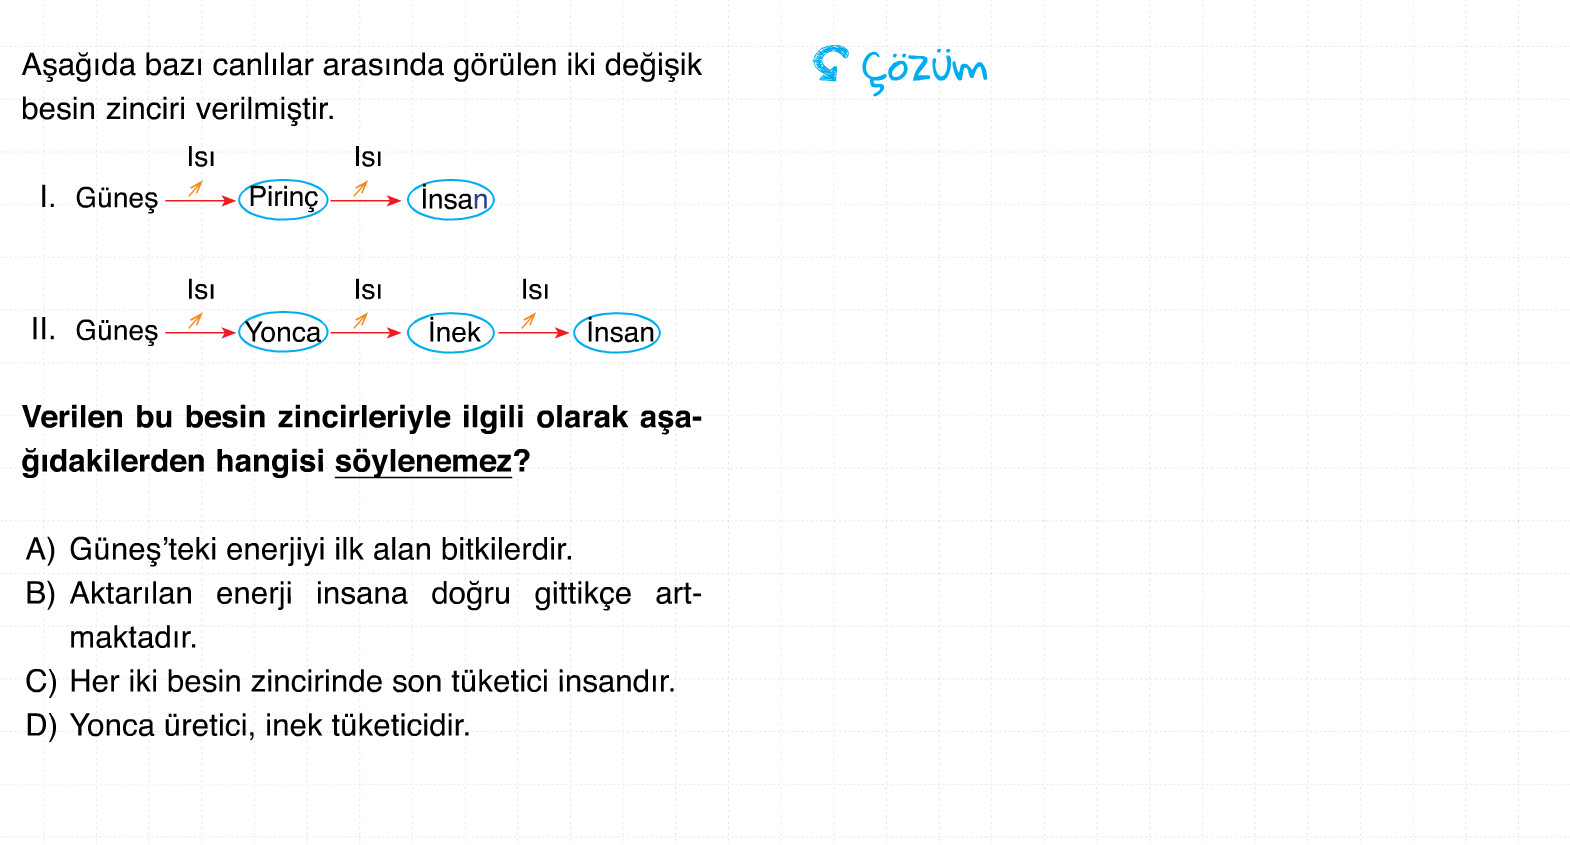 Aşağıda bazı canlılar arasında görülen iki değişik
besin zinciri verilmiştir.
Isı Isı
I. Güneş Pirinç İnsan
Isı Isı Isı
II. Güneş Yonca İnek İnsan
Verilen bu besin zincirleriyle ilgili olarak aşa-
ğıdakilerden hangisi söylenemez?
A) Güneş’teki enerjiyi ilk alan bitkilerdir.
B) Aktarılan enerji insana doğru gittikçe art-
maktadır.
C) Her iki besin zincirinde son tüketici insandır.
D) Yonca üretici, inek tüketicidir.
Çözüm